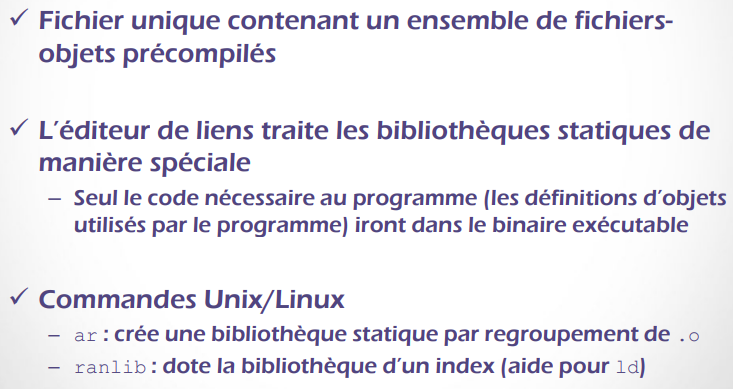 ✓ Fichier unique contenant un ensemble de fichiers-
objets précompilés
✓ L'éditeur de liens traite les bibliothèques statiques de
manière spéciale
– Seul le code nécessaire au programme (les définitions d'objets
utilisés par le programme) iront dans le binaire exécutable
✓ Commandes Unix/Linux
– ar : crée une bibliothèque statique par regroupement de .o
– ranlib : dote la bibliothèque d'un index (aide pour ld)